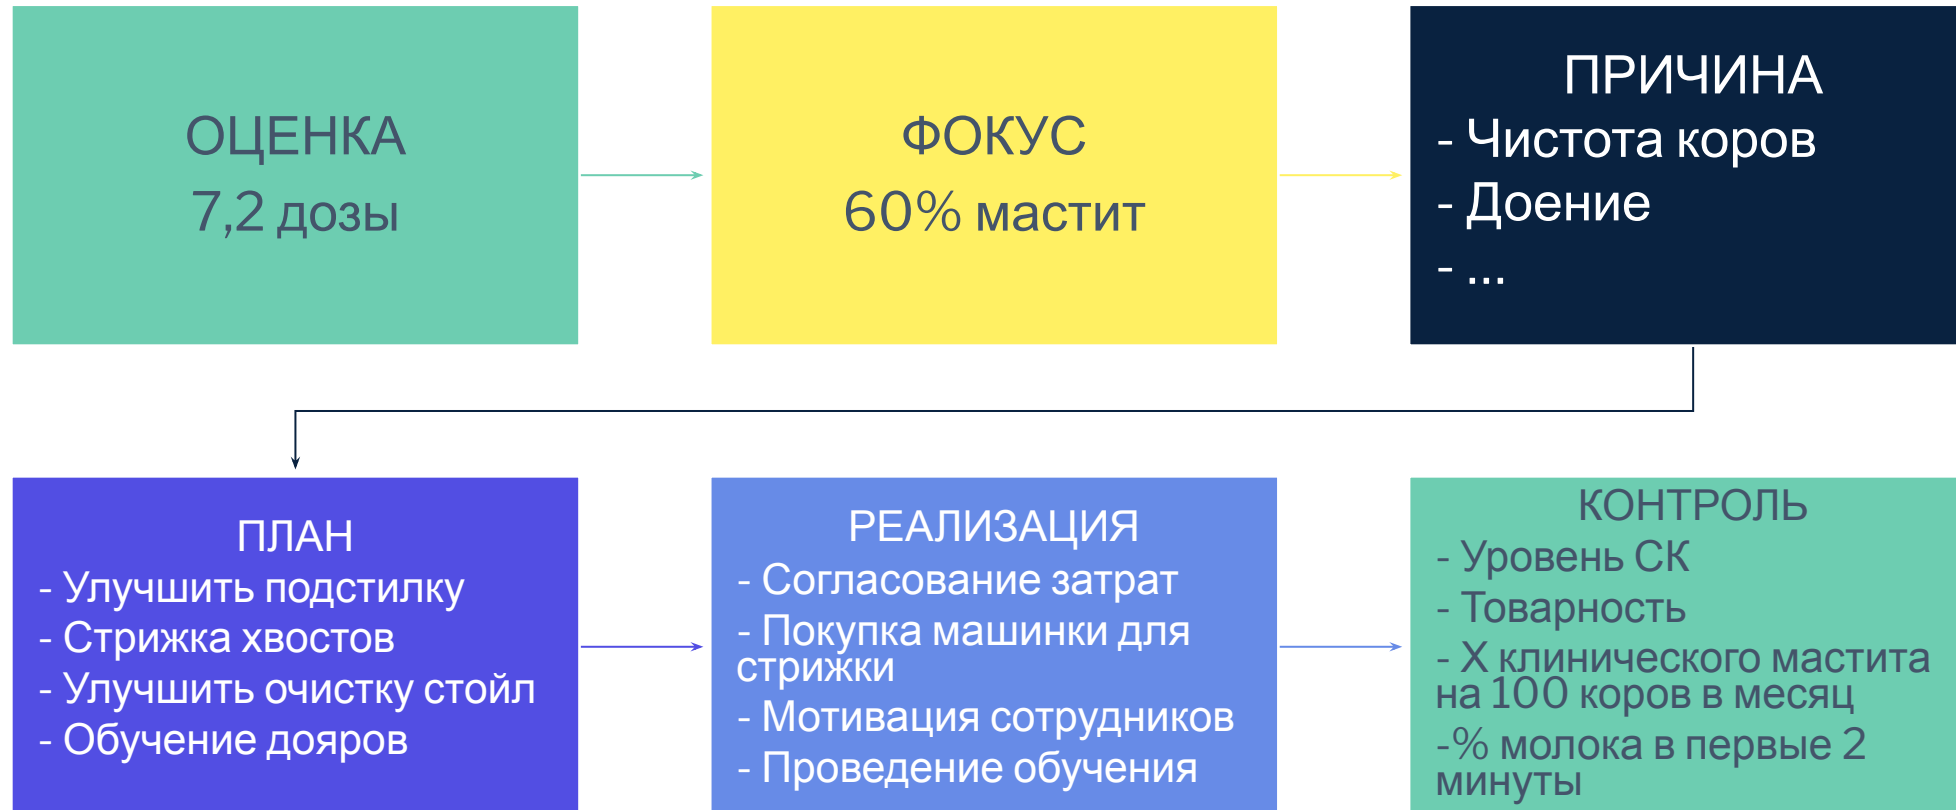 ОЦЕНКА
7,2 дозы
ФОКУС
60% мастит
ПРИЧИНА
- Чистота коров
- Доение
- ...
ПЛАН
- Улучшить подстилку
- Стрижка хвостов
- Улучшить очистку стойл
- Обучение дояров
РЕАЛИЗАЦИЯ
- Согласование затрат
- Покупка машинки для
стрижки
- Мотивация сотрудников
- Проведение обучения
КОНТРОЛЬ
- Уровень СК
- Товарность
- Х клинического мастита
на 100 коров в месяц
-% молока в первые 2
минуты